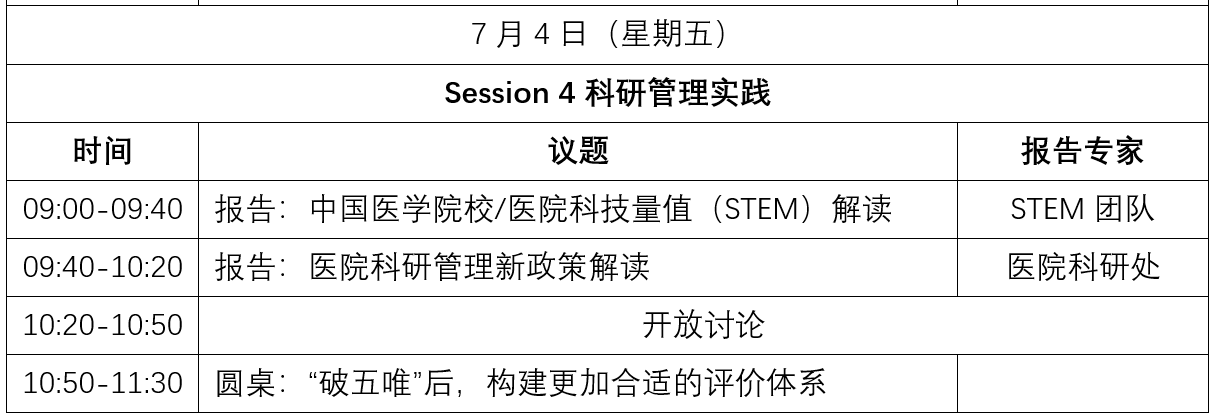 7 月 4 日（星期五）
Session 4 科研管理实践
时间 议题 报告专家
09:00-09:40 报告：中国医学院校/医院科技量值（STEM）解读 STEM 团队
09:40-10:20 报告：医院科研管理新政策解读 医院科研处
10:20-10:50 开放讨论
10:50-11:30 圆桌：“破五唯”后，构建更加合适的评价体系